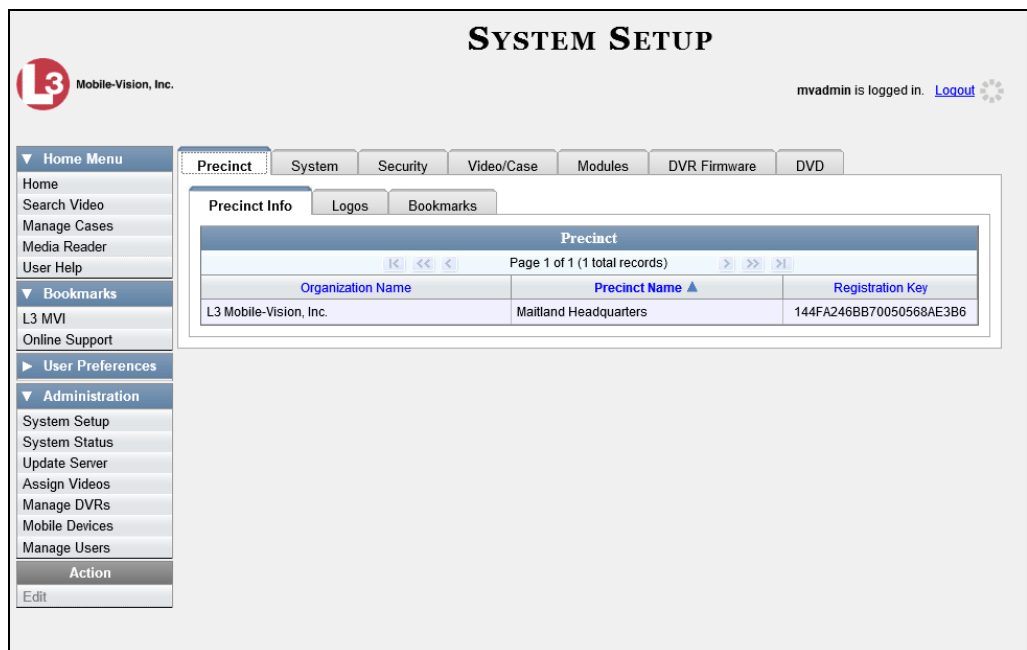 SYSTEM SETUP
L3 Mobile-Vision, Inc.
mvadmin is logged in. Logout
▼ Home Menu
Home
Search Video
Manage Cases
Media Reader
User Help
▼ Bookmarks
L3 MVI
Online Support
▶ User Preferences
▼ Administration
System Setup
System Status
Update Server
Assign Videos
Manage DVRs
Mobile Devices
Manage Users
Action
Edit
Precinct System Security Video/Case Modules DVR Firmware DVD
Precinct Info Logos Bookmarks
Precinct
|< << < Page 1 of 1 (1 total records) > >> >|
Organization Name Precinct Name ▲ Registration Key
L3 Mobile-Vision, Inc. Maitland Headquarters 144FA246BB70050568AE3B6